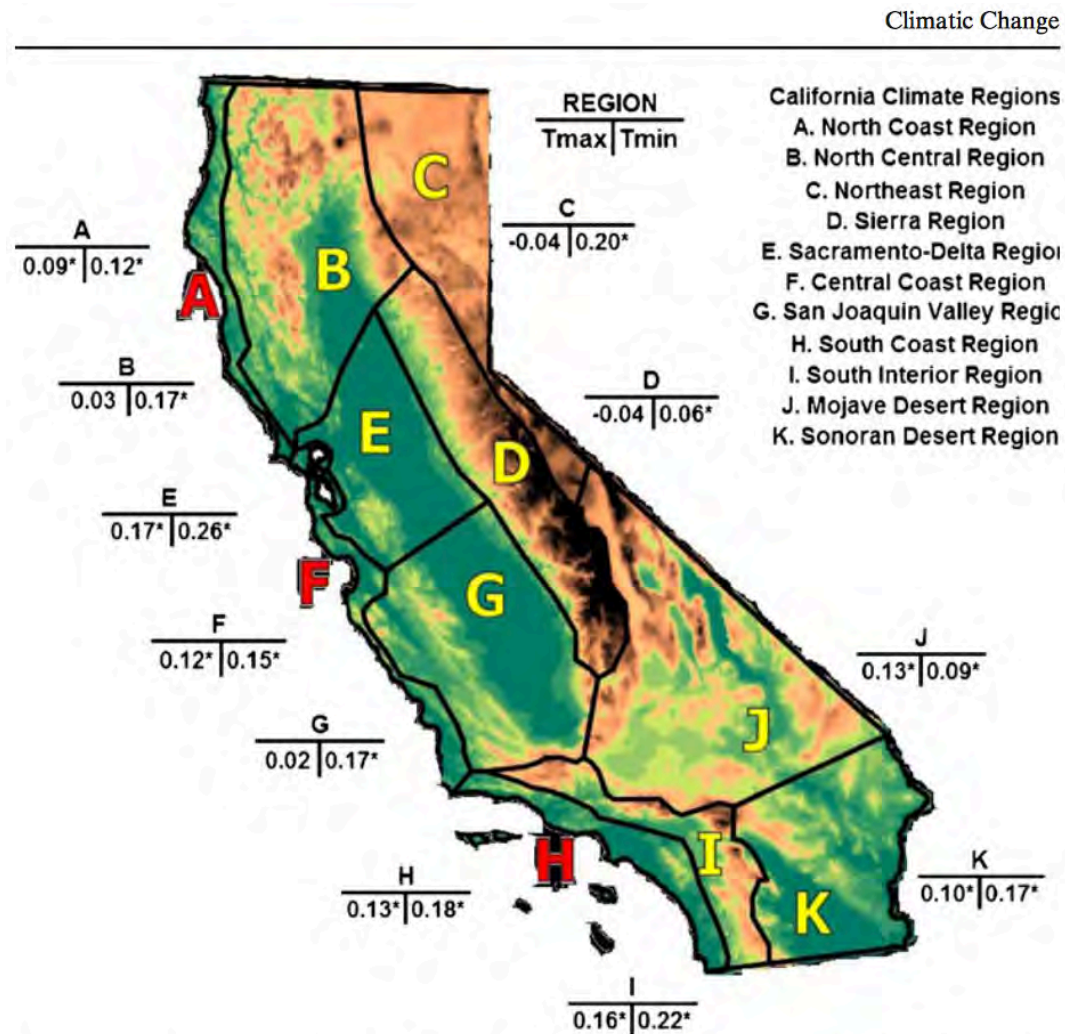 Climatic Change
REGION
Tmax Tmin
California Climate Regions
A. North Coast Region
B. North Central Region
C. Northeast Region
D. Sierra Region
E. Sacramento-Delta Region
F. Central Coast Region
G. San Joaquin Valley Regio
H. South Coast Region
I. South Interior Region
J. Mojave Desert Region
K. Sonoran Desert Region
C
-0.04 0.20*
A
0.09* 0.12*
B
0.03 0.17*
D
-0.04 0.06*
E
0.17* 0.26*
F
0.12* 0.15*
J
0.13* 0.09*
G
0.02 0.17*
H
0.13* 0.18*
K
0.10* 0.17*
I
0.16* 0.22*
C
B
A
E
D
F
G
J
H
I
K